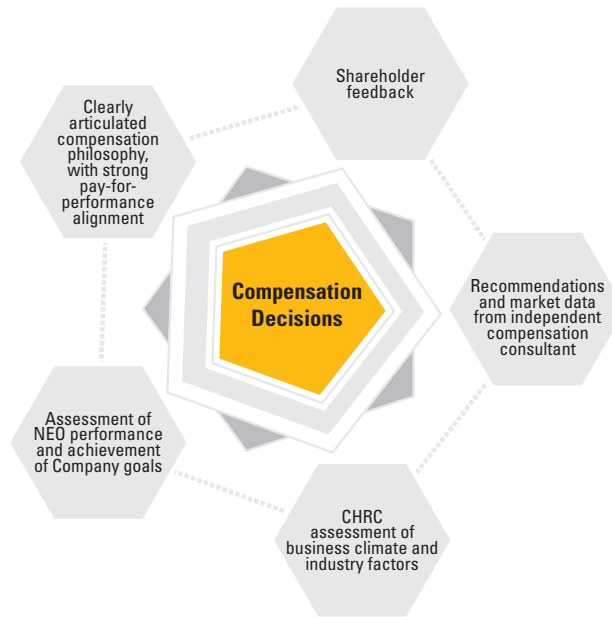 Shareholder
feedback
Clearly
articulated
compensation
philosophy,
with strong
pay-for-
performance
alignment
Compensation
Decisions
Recommendations
and market data
from independent
compensation
consultant
Assessment of
NEO performance
and achievement
of Company goals
CHRC
assessment of
business climate and
industry factors